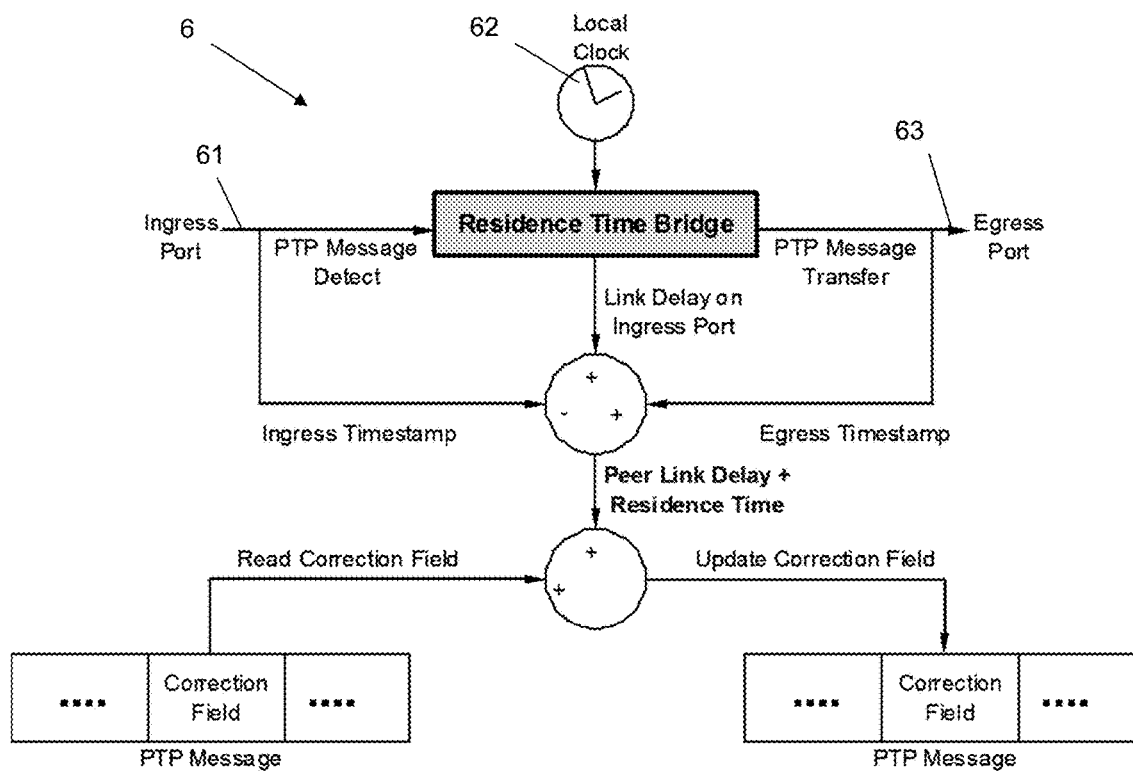 6
62
Local
Clock
61
63
Ingress
Port
PTP Message
Detect
Residence Time Bridge
PTP Message
Transfer
Egress
Port
Link Delay on
Ingress Port
+
-
+
Ingress Timestamp
Egress Timestamp
Peer Link Delay +
Residence Time
Read Correction Field
+
+
Update Correction Field
****
Correction
Field
****
PTP Message
****
Correction
Field
****
PTP Message